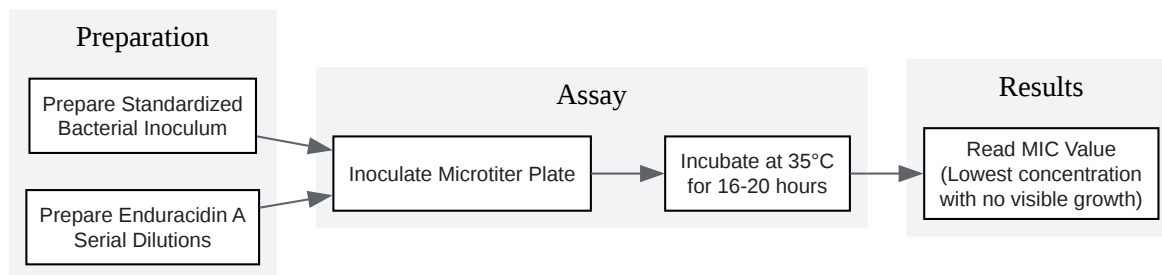 Preparation
Prepare Standardized
Bacterial Inoculum
Prepare Enduracidin A
Serial Dilutions
Assay
Inoculate Microtiter Plate
Incubate at 35°C
for 16-20 hours
Results
Read MIC Value
(Lowest concentration
with no visible growth)